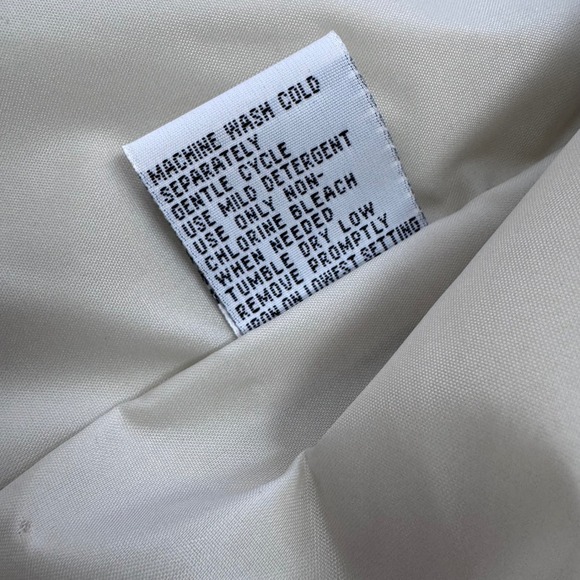 MACHINE WASH COLD
SEPARATELY
GENTLE CYCLE
USE MILD DETERGENT
USE ONLY NON-
CHLORINE BLEACH
WHEN NEEDED
TUMBLE DRY LOW
REMOVE PROMPTLY
IRON ON LOWEST SETTING